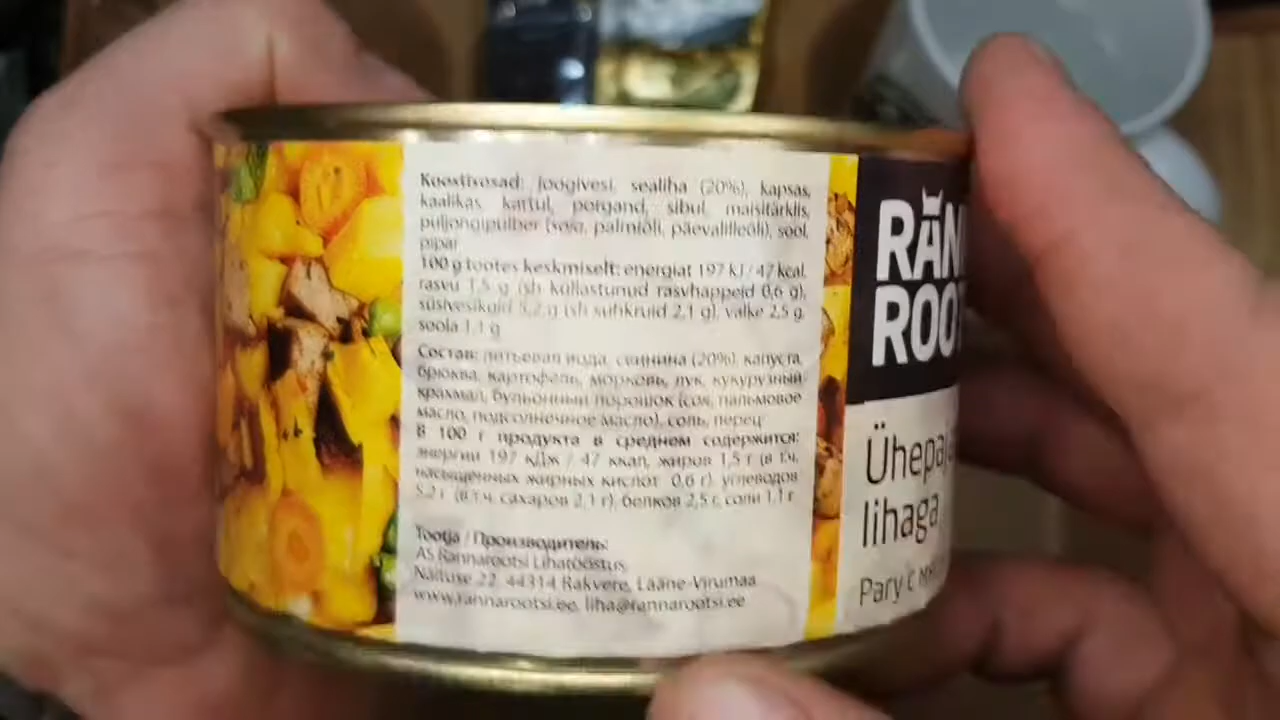 Koostisosad: joogivesi, sealiha (20%), kapsas,
kaalikas, kartul, porgand, sibul, maisitärklis,
puljongipulber (soja, palmiõli, päevalilleõli), sool,
pipar
100 g tootes keskmiselt: energiat 197 kJ / 47 kcal,
rasvu 1,5 g (sh küllastunud rasvhappeid 0,6 g),
süsivesikuid 5,2 g (sh suhkruid 2,1 g), valke 2,5 g,
soola 1,1 g
Состав: питьевая вода, свинина (20%), капуста,
брюква, картофель, морковь, лук, кукурузный
крахмал, бульонный порошок (соя, пальмовое
масло, подсолнечное масло), соль, перец
В 100 г продукта в среднем содержится:
энергии 197 кДж / 47 ккал, жиров 1,5 г (в т.ч.
насыщенных жирных кислот 0,6 г), углеводов
5,2 г (в т.ч. сахаров 2,1 г), белков 2,5 г, соли 1,1 г
Tootja / Производитель:
AS Rannarootsi Lihatööstus
Näituse 22, 44314 Rakvere, Lääne-Virumaa
www.rannarootsi.ee, liha@rannarootsi.ee
RAN
ROO
Ühepaja
lihaga
Рагу с